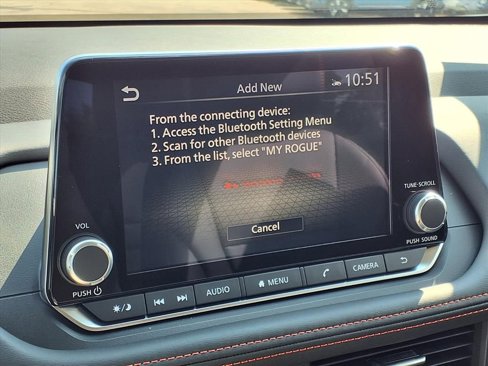 Add New
10:51
From the connecting device:
1. Access the Bluetooth Setting Menu
2. Scan for other Bluetooth devices
3. From the list, select "MY ROGUE"
Cancel
VOL
PUSH
TUNE·SCROLL
PUSH SOUND
AUDIO
MENU
CAMERA